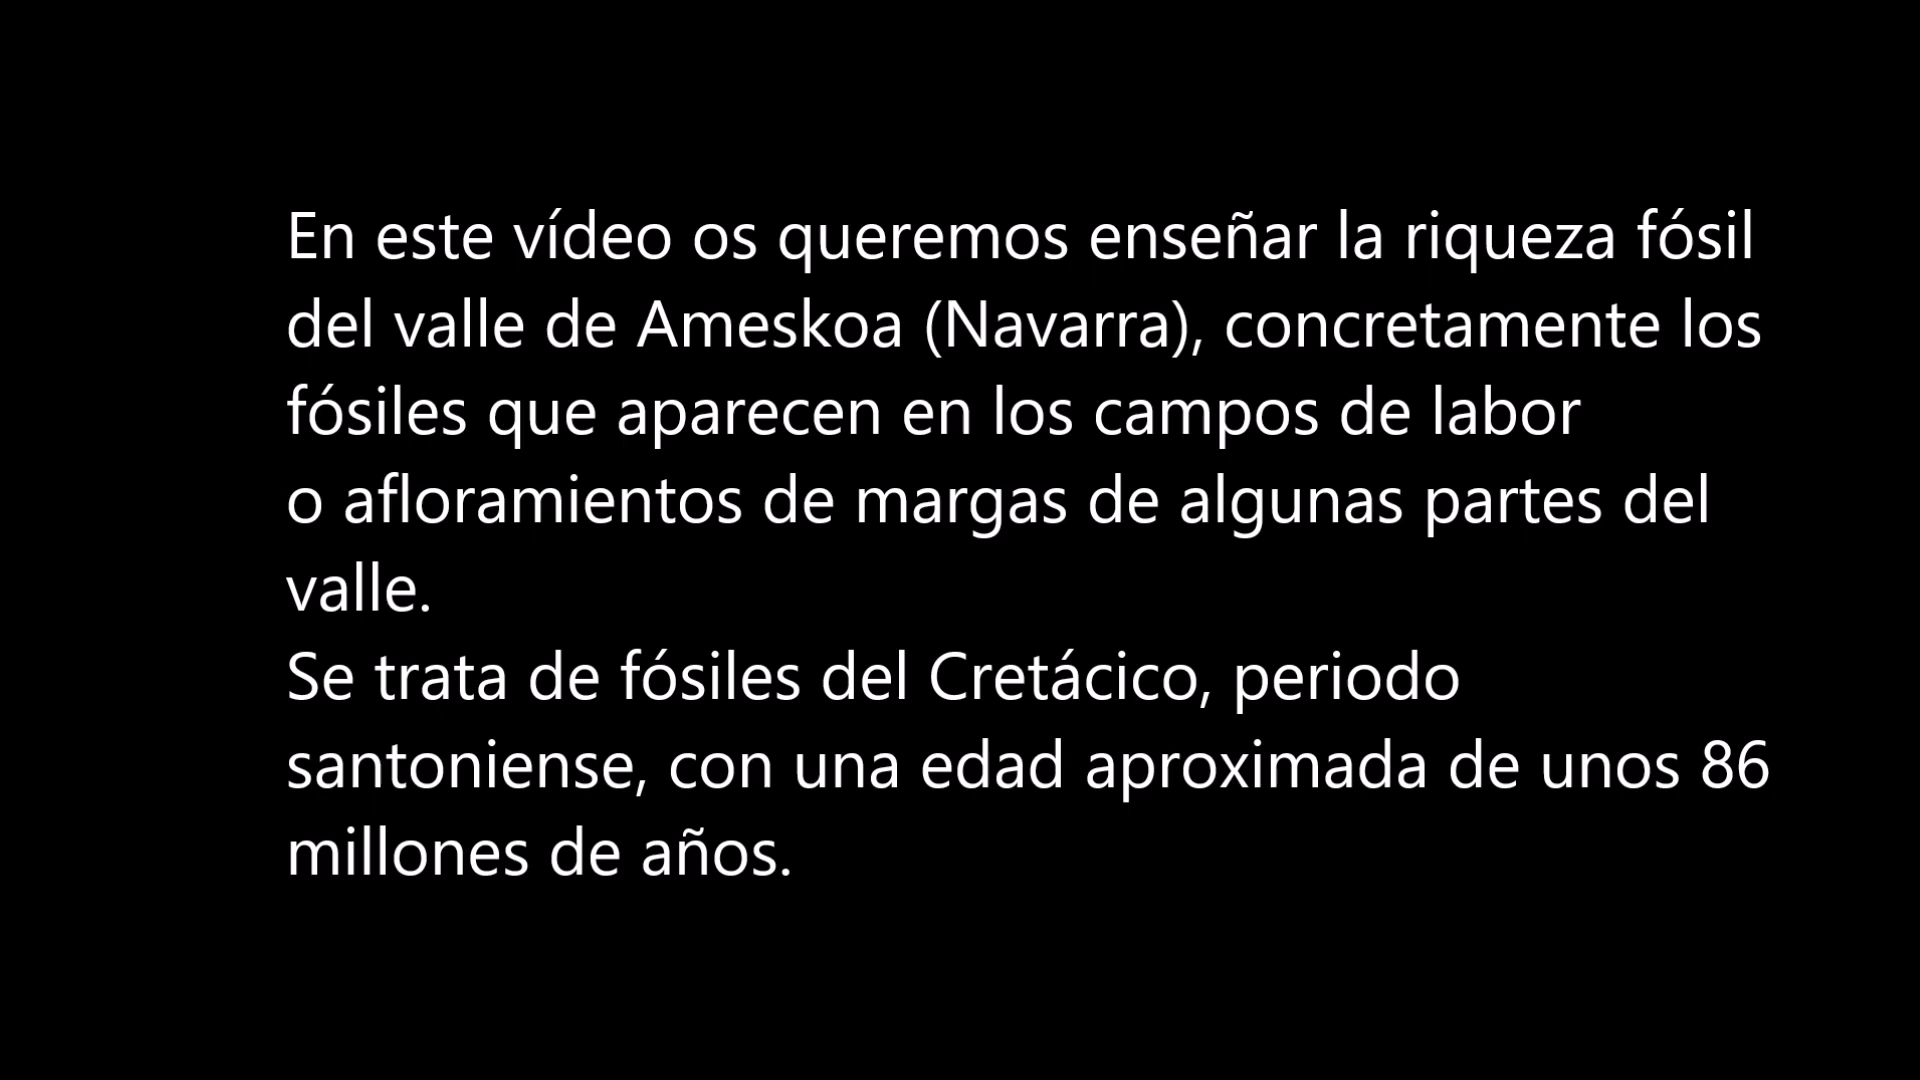 En este vídeo os queremos enseñar la riqueza fósil
del valle de Ameskoa (Navarra), concretamente los
fósiles que aparecen en los campos de labor
o afloramientos de margas de algunas partes del
valle.
Se trata de fósiles del Cretácico, periodo
santoniense, con una edad aproximada de unos 86
millones de años.